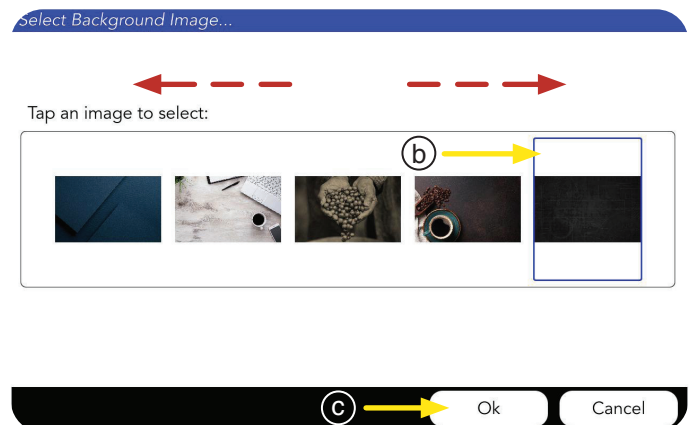 Select Background Image...
Tap an image to select:
b
c
Ok
Cancel